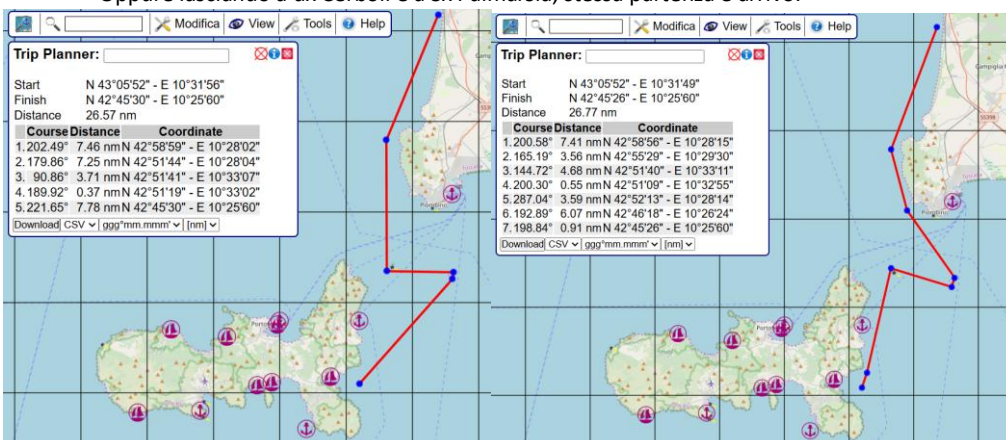 Oppure lasciando a dx Cerboli e a sx Palmaiola, stessa partenza e arrivo:
Modifica View Tools Help
Trip Planner:
Start N 43°05'52" - E 10°31'56"
Finish N 42°45'30" - E 10°25'60"
Distance 26.57 nm
Course Distance Coordinate
1. 202.49° 7.46 nm N 42°58'59" - E 10°28'02"
2. 179.86° 7.25 nm N 42°51'44" - E 10°28'04"
3. 90.86° 3.71 nm N 42°51'41" - E 10°33'07"
4. 189.92° 0.37 nm N 42°51'19" - E 10°33'02"
5. 221.65° 7.78 nm N 42°45'30" - E 10°25'60"
Download CSV ggg°mm.mmm' [nm]
Modifica View Tools Help
Trip Planner:
Start N 43°05'52" - E 10°31'49"
Finish N 42°45'26" - E 10°25'60"
Distance 26.77 nm
Course Distance Coordinate
1. 200.58° 7.41 nm N 42°58'56" - E 10°28'15"
2. 165.19° 3.56 nm N 42°55'29" - E 10°29'30"
3. 144.72° 4.68 nm N 42°51'40" - E 10°33'11"
4. 200.30° 0.55 nm N 42°51'09" - E 10°32'55"
5. 287.04° 3.59 nm N 42°52'13" - E 10°28'14"
6. 192.89° 6.07 nm N 42°46'18" - E 10°26'24"
7. 198.84° 0.91 nm N 42°45'26" - E 10°25'60"
Download CSV ggg°mm.mmm' [nm]